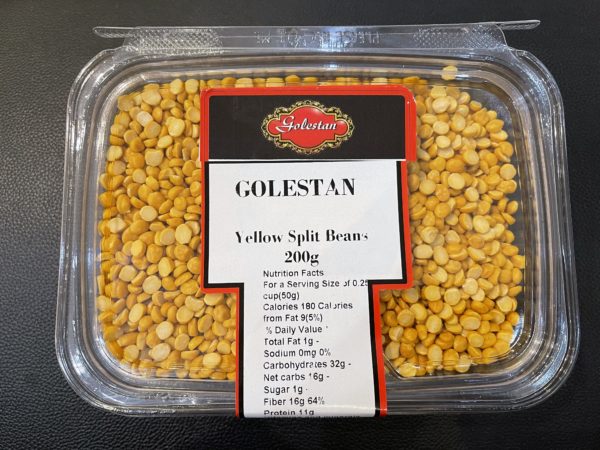 Golestan
GOLESTAN
Yellow Split Beans
200g
Nutrition Facts
For a Serving Size of 0.25
cup(50g)
Calories 180 Calories
from Fat 9(5%)
% Daily Value *
Total Fat 1g -
Sodium 0mg 0%
Carbohydrates 32g -
Net carbs 16g -
Sugar 1g -
Fiber 16g 64%
Protein 11g